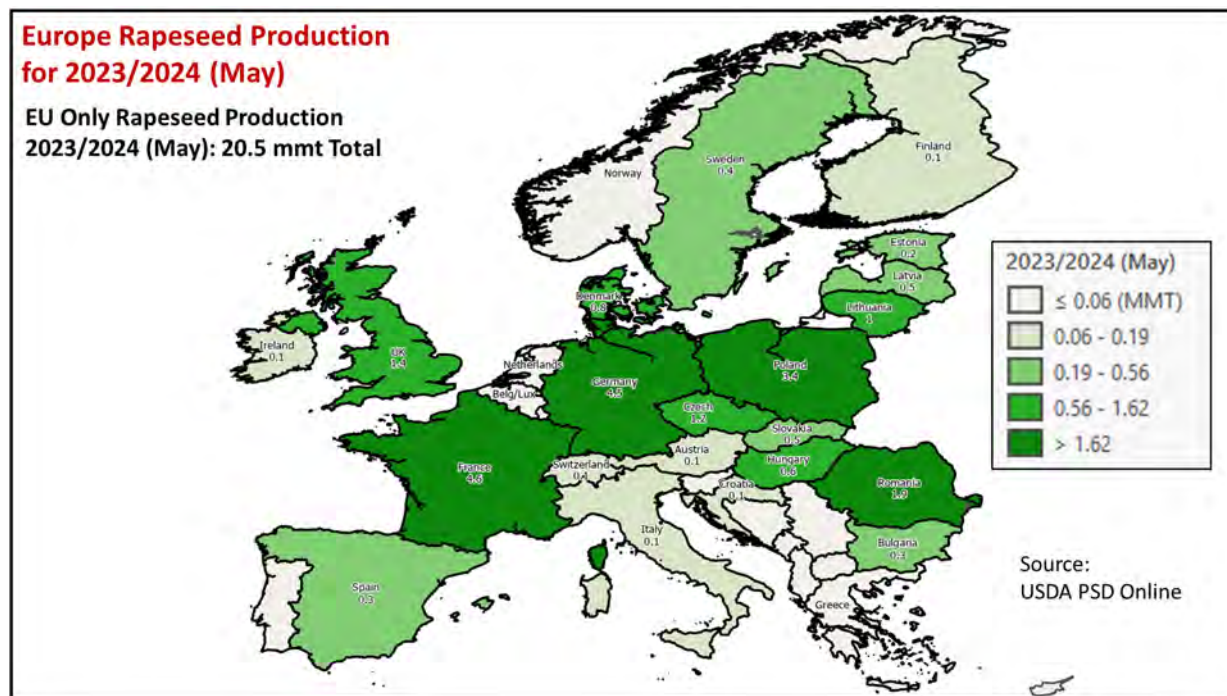 Europe Rapeseed Production
for 2023/2024 (May)
EU Only Rapeseed Production
2023/2024 (May): 20.5 mmt Total
Norway
Sweden
0.4
Finland
0.1
Estonia
0.2
Latvia
0.5
Lithuania
1
Denmark
0.8
Ireland
0.1
UK
1.4
Netherlands
Belg/Lux
Germany
4.5
Poland
3.4
Czech
1.2
Slovakia
0.5
Austria
0.1
Hungary
0.6
Switzerland
0.1
France
4.6
Croatia
0.1
Romania
1.9
Italy
0.1
Bulgaria
0.3
Spain
0.3
Greece
2023/2024 (May)
≤ 0.06 (MMT)
0.06 - 0.19
0.19 - 0.56
0.56 - 1.62
> 1.62
Source:
USDA PSD Online